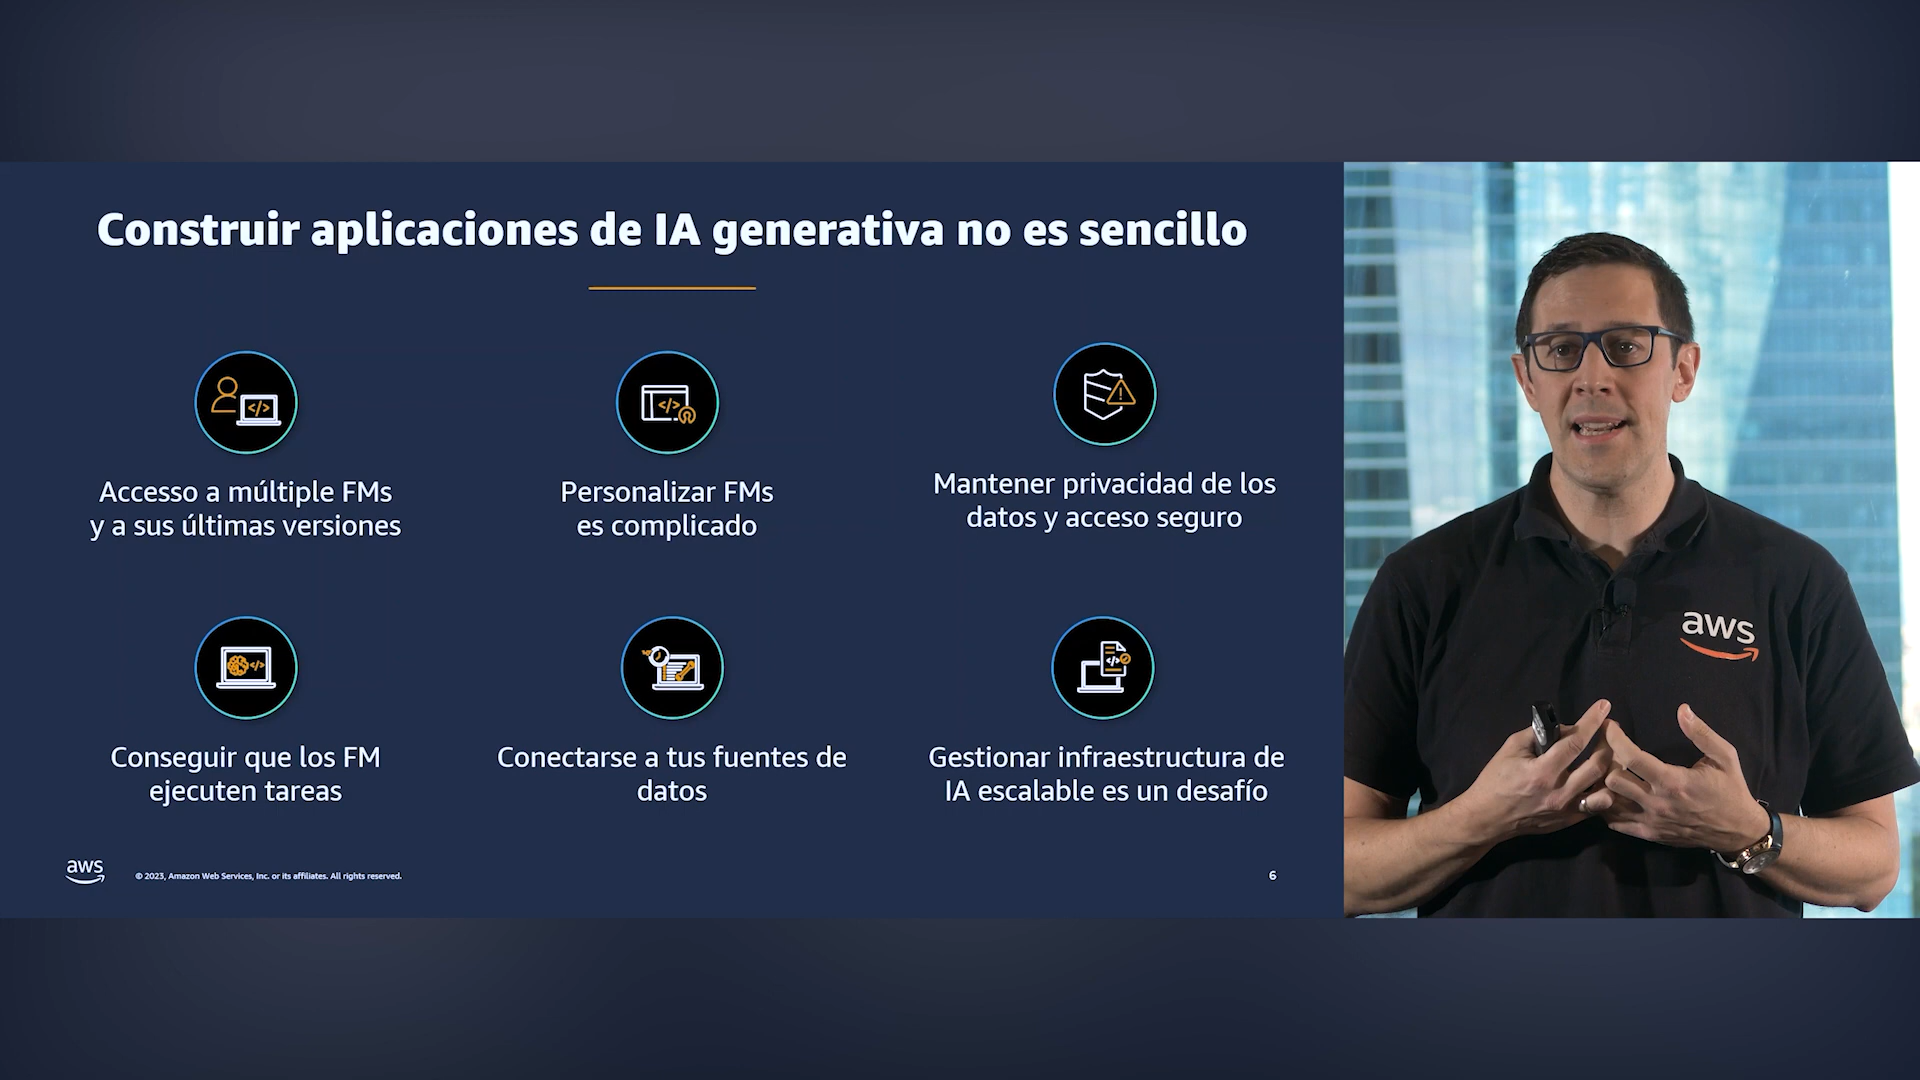 Construir aplicaciones de IA generativa no es sencillo
Accesso a múltiple FMs
y a sus últimas versiones
Personalizar FMs
es complicado
Mantener privacidad de los
datos y acceso seguro
Conseguir que los FM
ejecuten tareas
Conectarse a tus fuentes de
datos
Gestionar infraestructura de
IA escalable es un desafío
aws
© 2023, Amazon Web Services, Inc. or its affiliates. All rights reserved.
6
aws